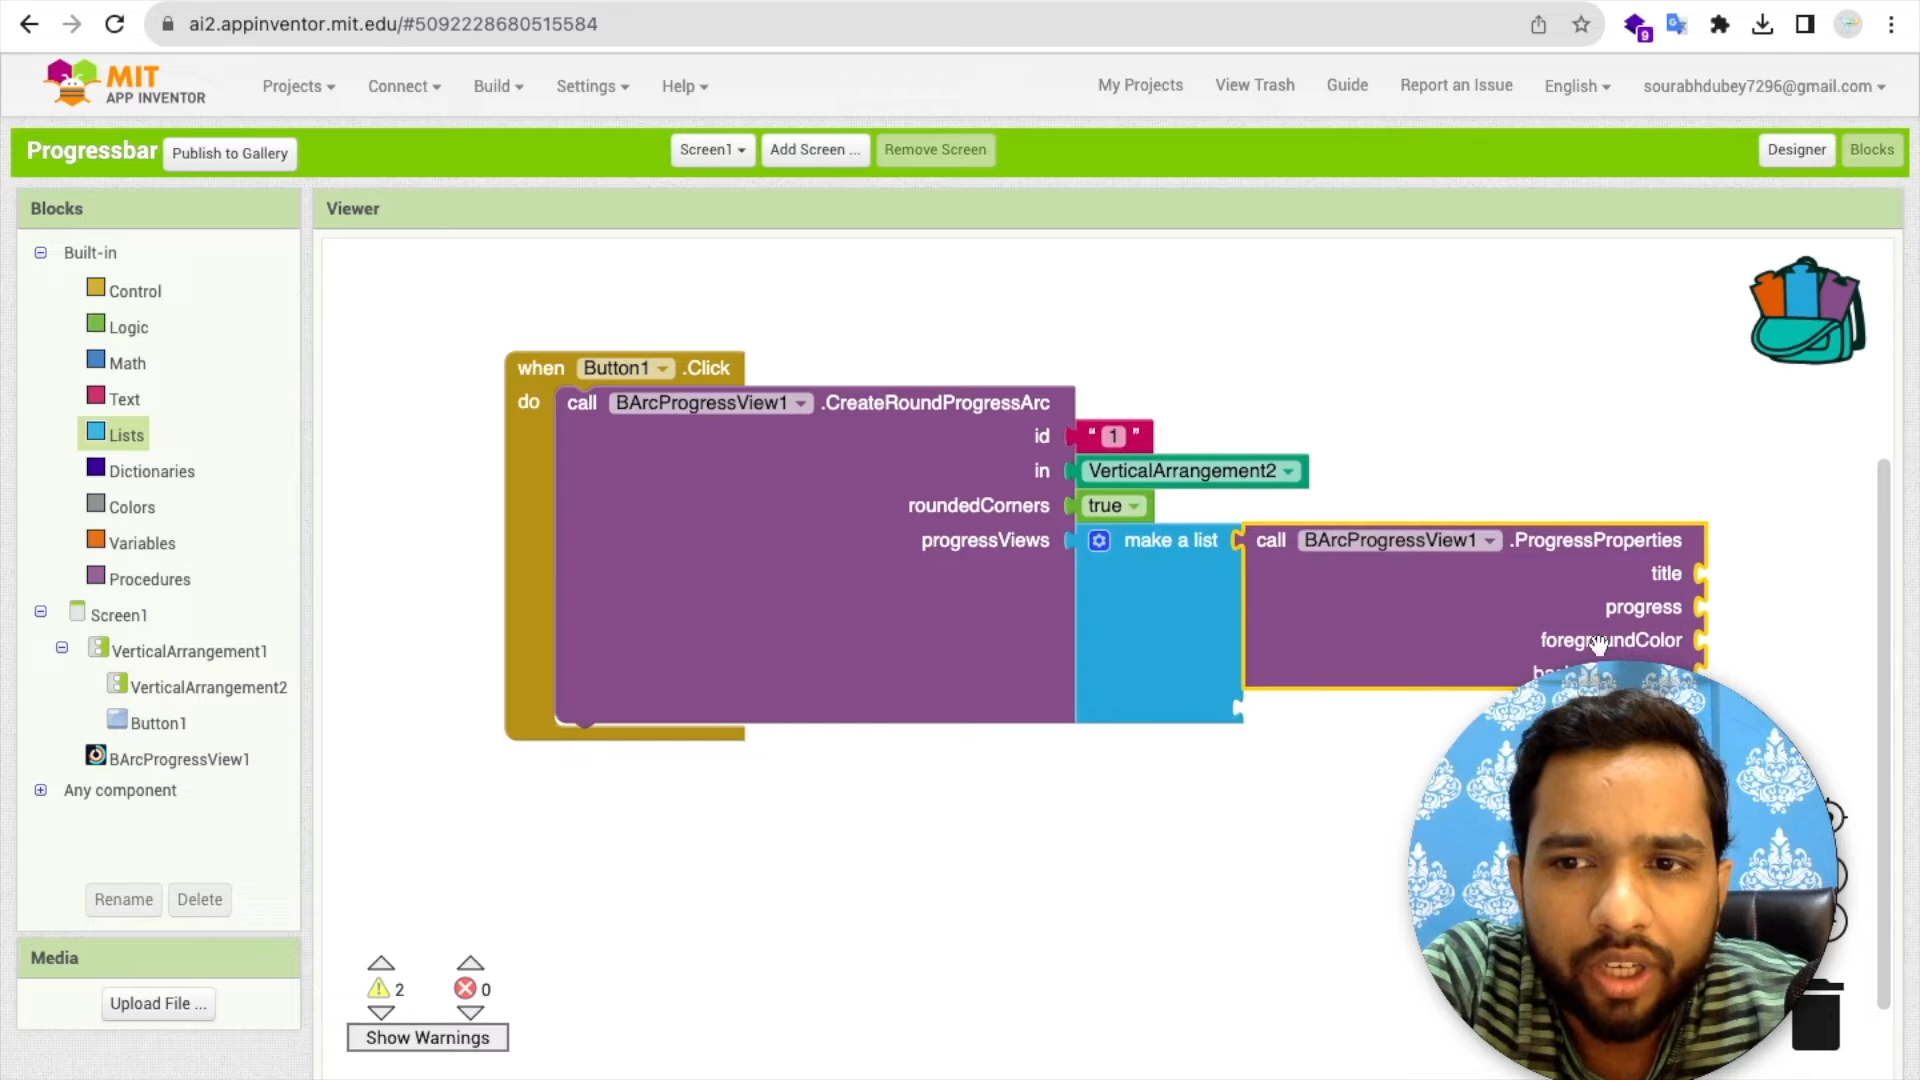 ai2.appinventor.mit.edu/#5092228680515584
9
MIT
APP INVENTOR
Projects
Connect
Build
Settings
Help
My Projects
View Trash
Guide
Report an Issue
English
sourabhdubey7296@gmail.com
Progressbar
Publish to Gallery
Screen1
Add Screen ...
Remove Screen
Designer
Blocks
Blocks
Viewer
Built-in
Control
Logic
Math
Text
Lists
Dictionaries
Colors
Variables
Procedures
Screen1
VerticalArrangement1
VerticalArrangement2
Button1
BArcProgressView1
Any component
Rename
Delete
Media
Upload File ...
when Button1 .Click
do call BArcProgressView1 .CreateRoundProgressArc
id " 1 "
in VerticalArrangement2
roundedCorners true
progressViews make a list call BArcProgressView1 .ProgressProperties
title
progress
foregroundColor
2
0
Show Warnings